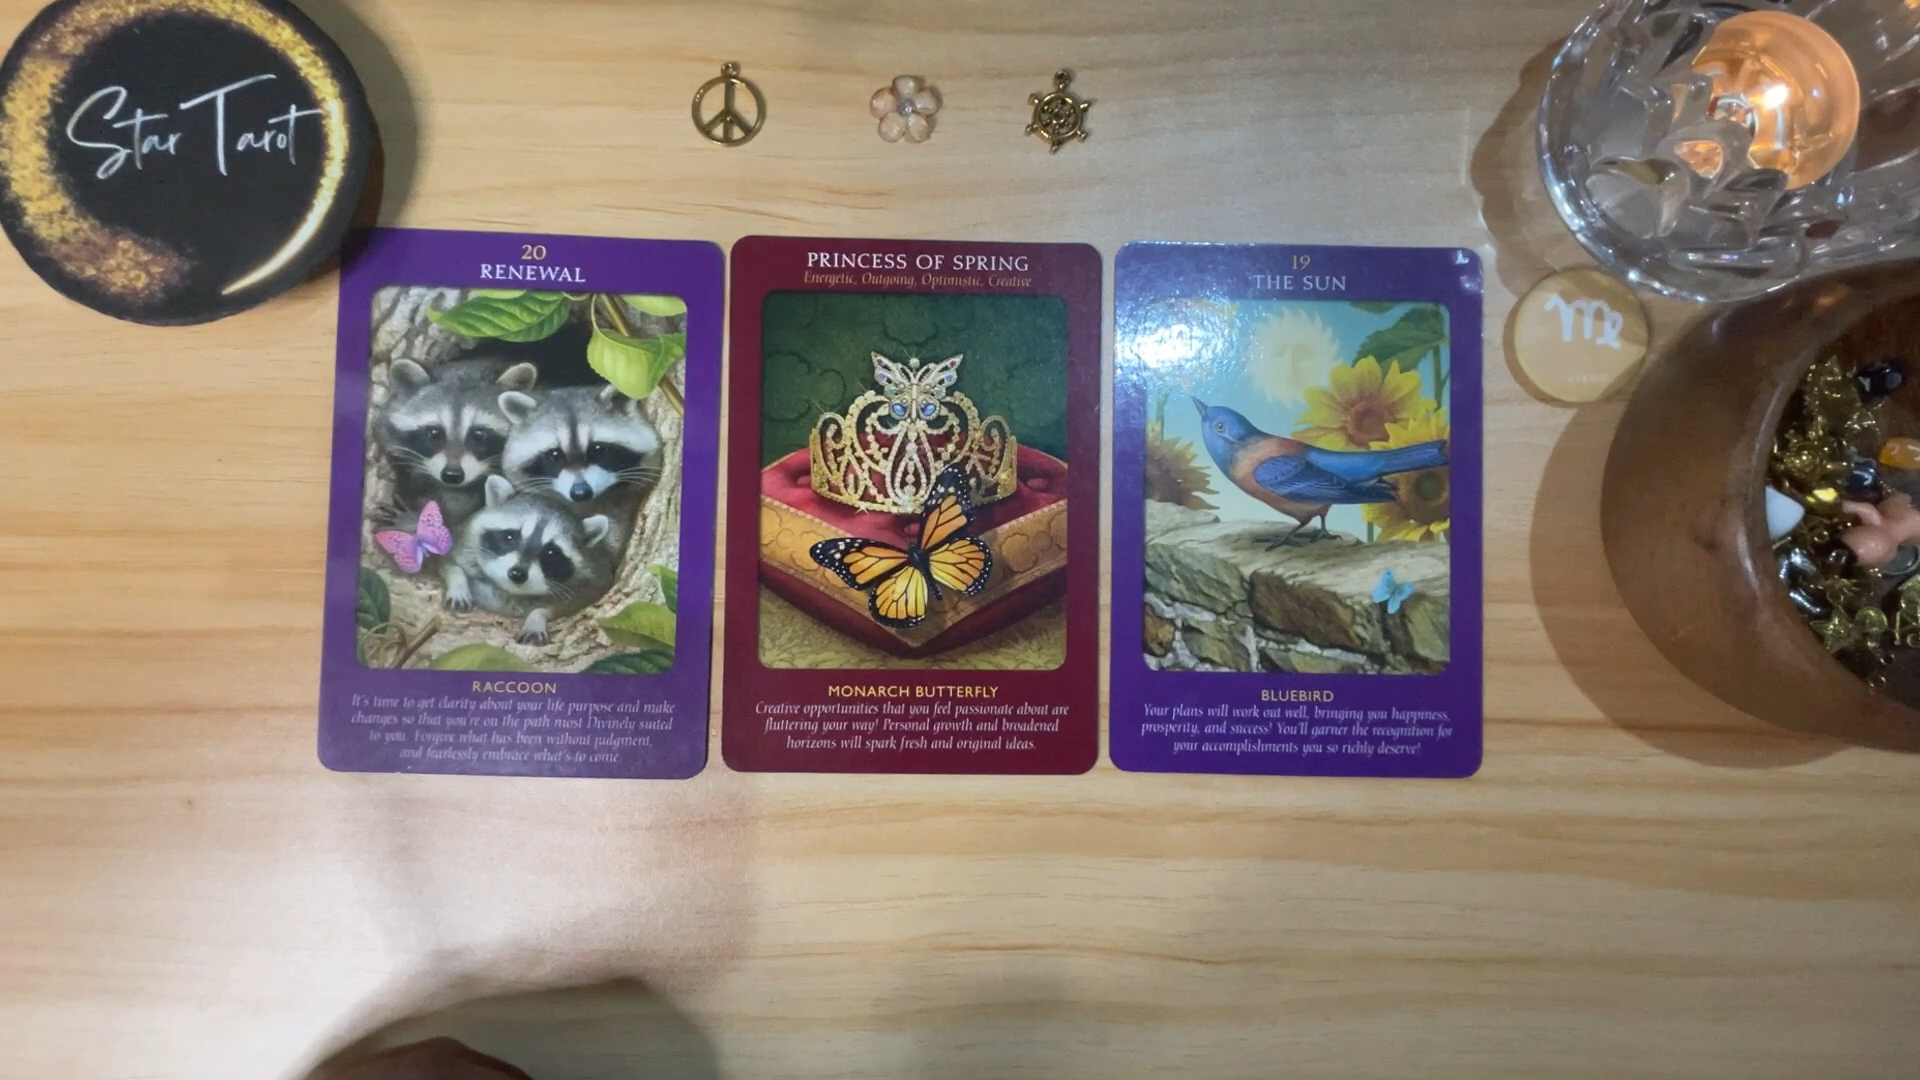 Star Tarot
20
RENEWAL
RACCOON
It's time to get clarity about your life purpose and make
changes so that you're on the path most Divinely suited
to you. Forgive what has been without judgment,
and fearlessly embrace what's to come.
PRINCESS OF SPRING
Energetic, Outgoing, Optimistic, Creative
MONARCH BUTTERFLY
Creative opportunities that you feel passionate about are
fluttering your way! Personal growth and broadened
horizons will spark fresh and original ideas.
19
THE SUN
BLUEBIRD
Your plans will work out well, bringing you happiness,
prosperity, and success! You'll garner the recognition for
your accomplishments you so richly deserve!